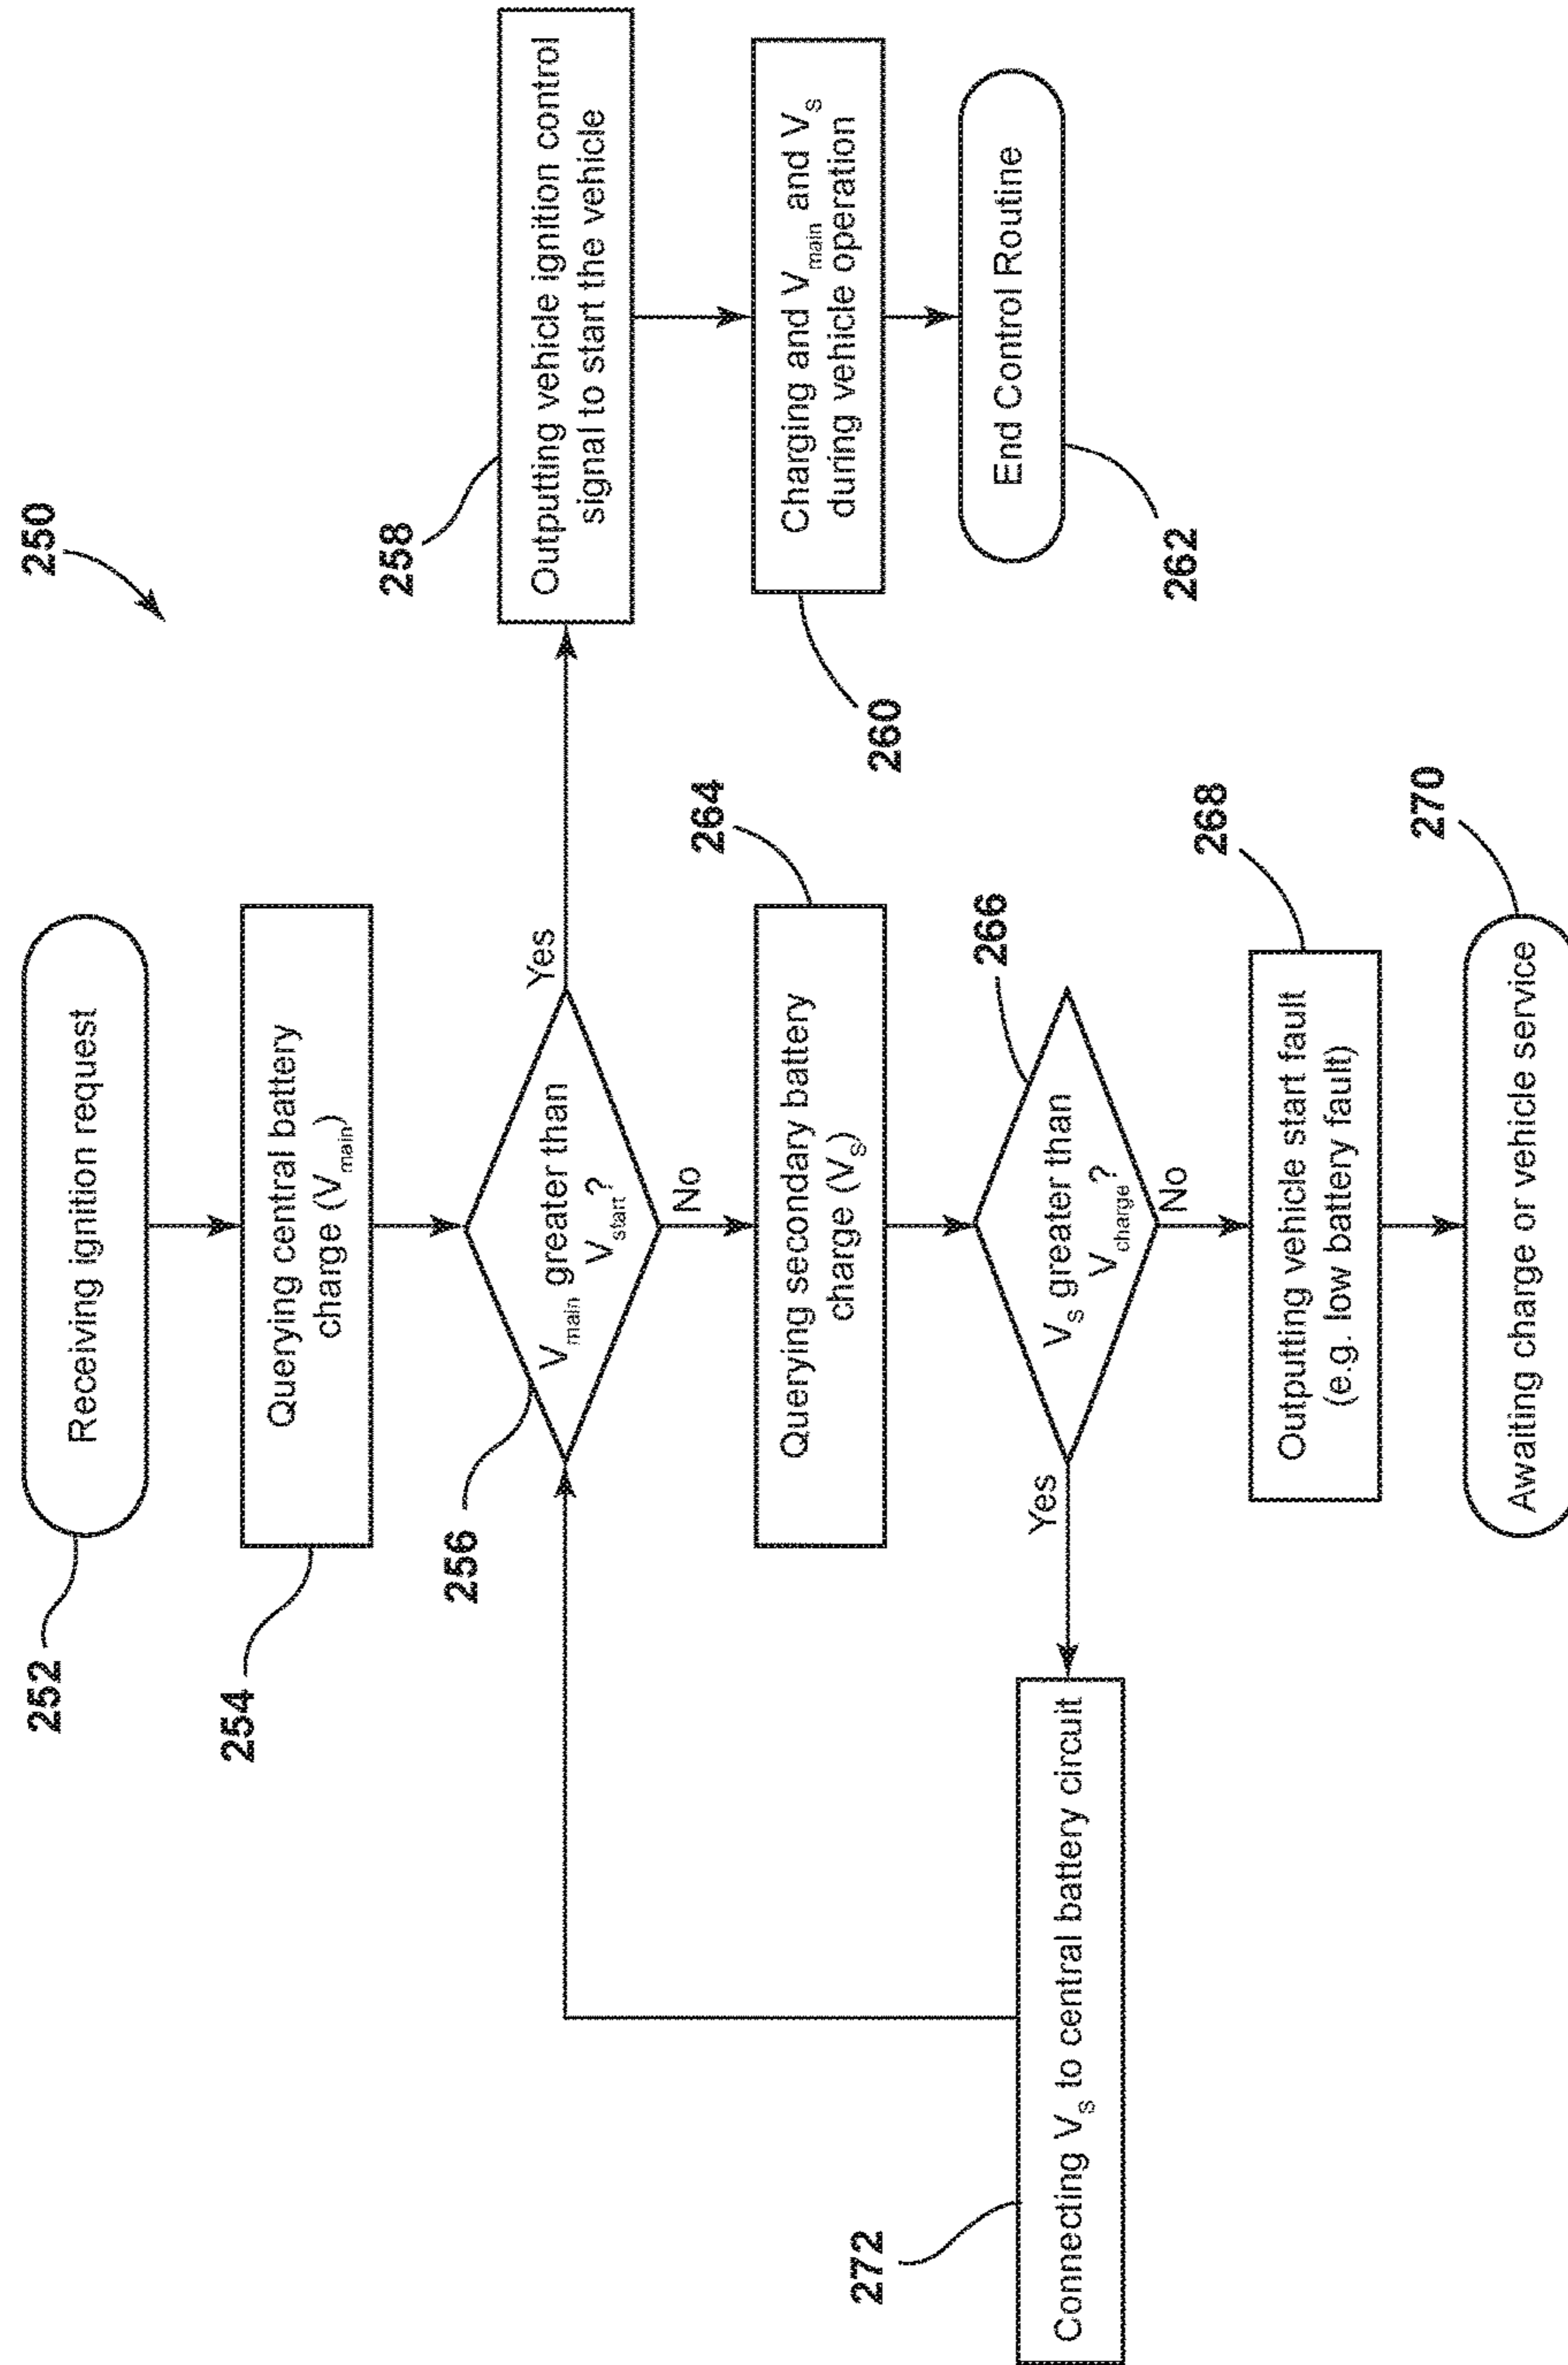 250
252
Receiving ignition request
254
Querying central battery
charge (Vmain)
256
Vmain greater than
Vstart?
Yes
No
258
Outputting vehicle ignition control
signal to start the vehicle
260
Charging and Vmain and VS
during vehicle operation
262
End Control Routine
264
Querying secondary battery
charge (VS)
266
VS greater than
Vcharge?
Yes
No
268
Outputting vehicle start fault
(e.g. low battery fault)
270
Awaiting charge or vehicle service
272
Connecting VS to central battery circuit